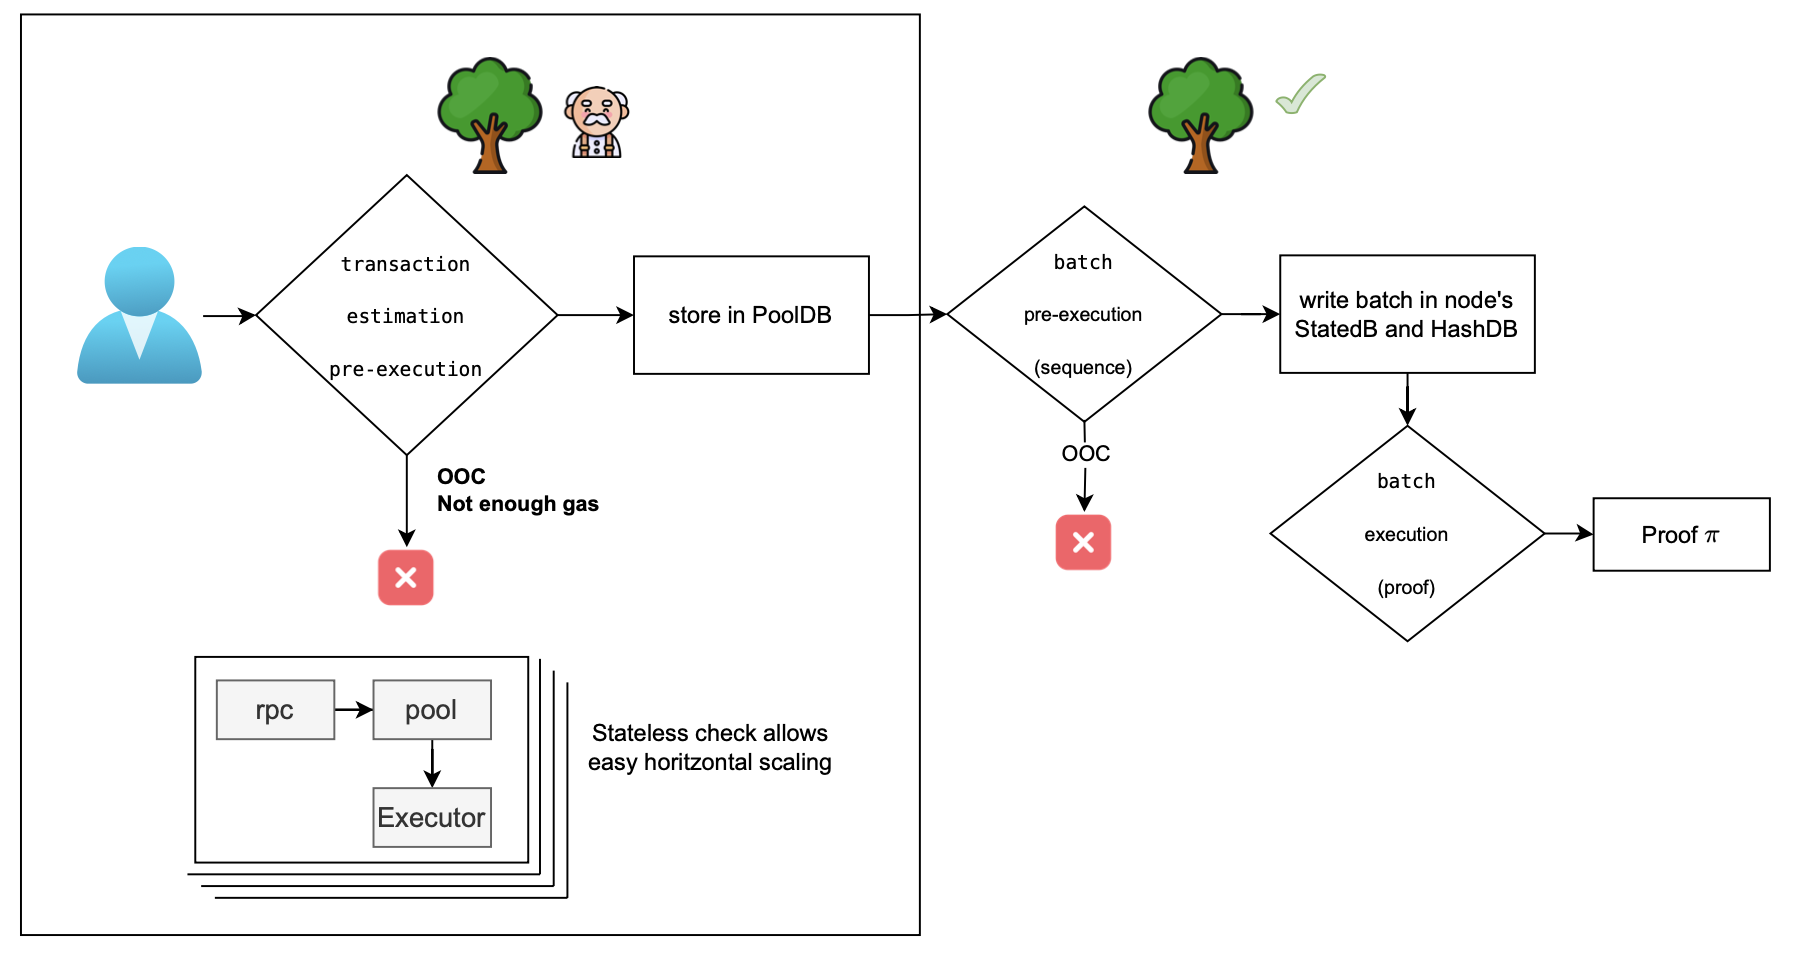 transaction
estimation
pre-execution
store in PoolDB
OOC
Not enough gas
batch
pre-execution
(sequence)
OOC
write batch in node's
StatedB and HashDB
batch
execution
(proof)
Proof π
rpc
pool
Executor
Stateless check allows
easy horitzontal scaling